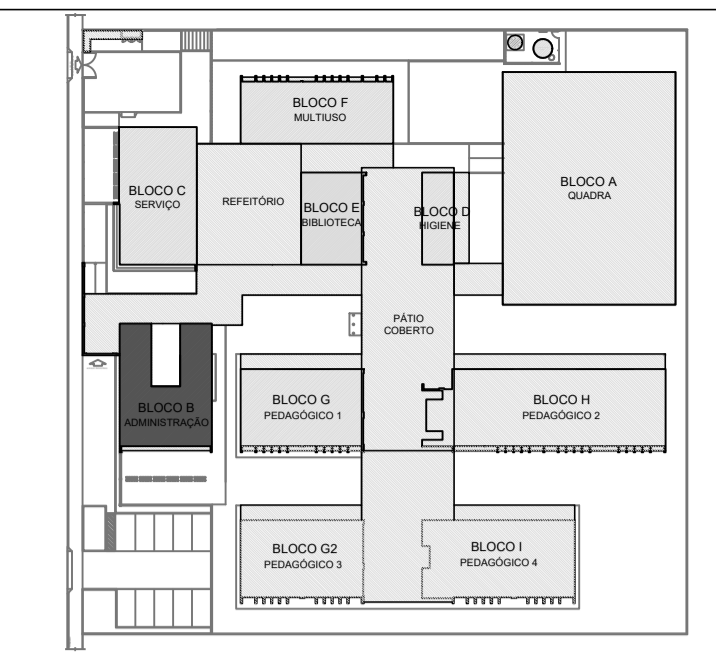 BLOCO F
MULTIUSO
BLOCO A
QUADRA
BLOCO C
SERVIÇO
REFEITÓRIO
BLOCO E
BIBLIOTECA
BLOCO D
HIGIENE
PÁTIO
COBERTO
BLOCO B
ADMINISTRAÇÃO
BLOCO G
PEDAGÓGICO 1
BLOCO H
PEDAGÓGICO 2
BLOCO G2
PEDAGÓGICO 3
BLOCO I
PEDAGÓGICO 4